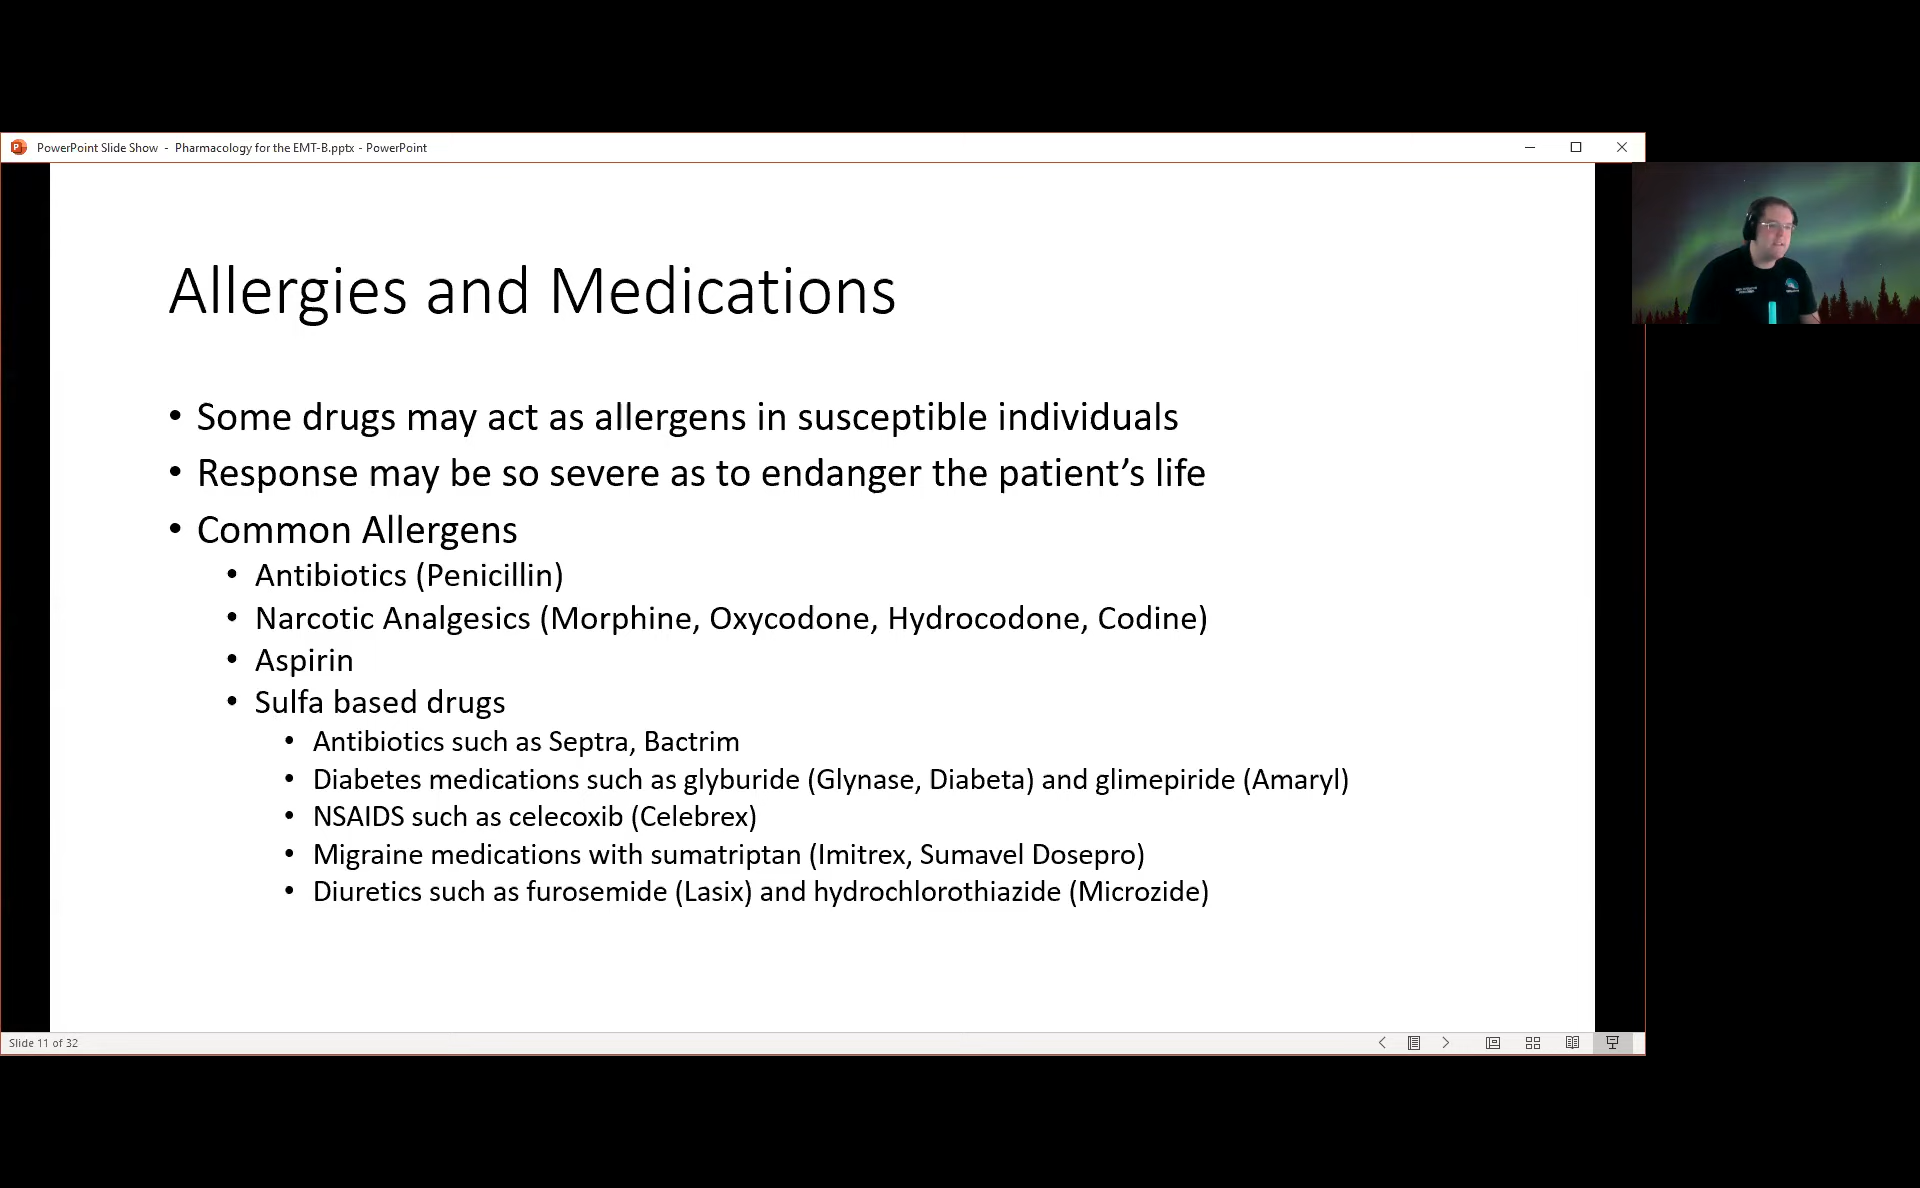 PowerPoint Slide Show - Pharmacology for the EMT-B.pptx - PowerPoint
Allergies and Medications
• Some drugs may act as allergens in susceptible individuals
• Response may be so severe as to endanger the patient's life
• Common Allergens
• Antibiotics (Penicillin)
• Narcotic Analgesics (Morphine, Oxycodone, Hydrocodone, Codine)
• Aspirin
• Sulfa based drugs
• Antibiotics such as Septra, Bactrim
• Diabetes medications such as glyburide (Glynase, Diabeta) and glimepiride (Amaryl)
• NSAIDS such as celecoxib (Celebrex)
• Migraine medications with sumatriptan (Imitrex, Sumavel Dosepro)
• Diuretics such as furosemide (Lasix) and hydrochlorothiazide (Microzide)
Slide 11 of 32